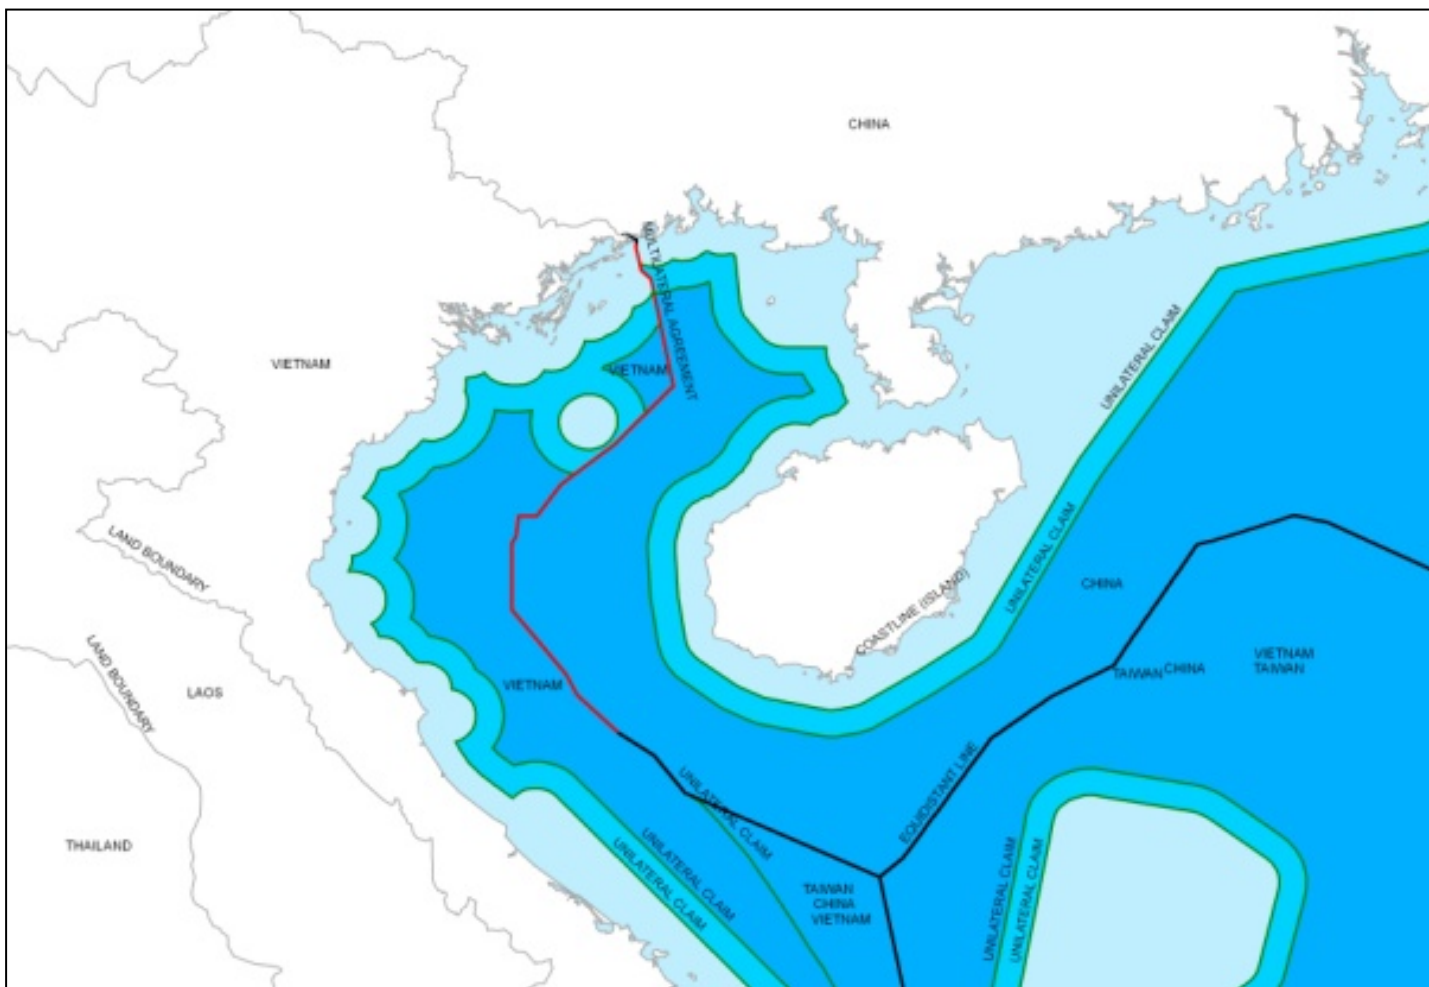 CHINA
MULTILATERAL AGREEMENT
VIETNAM
VIETNAM
UNILATERAL CLAIM
LAND BOUNDARY
UNILATERAL CLAIM
COASTLINE (ISLAND)
CHINA
LAND BOUNDARY
LAOS
VIETNAM
TAIWAN CHINA
VIETNAM
TAIWAN
EQUIDISTANT LINE
UNILATERAL CLAIM
THAILAND
UNILATERAL CLAIM
UNILATERAL CLAIM
TAIWAN
CHINA
VIETNAM
UNILATERAL CLAIM
UNILATERAL CLAIM